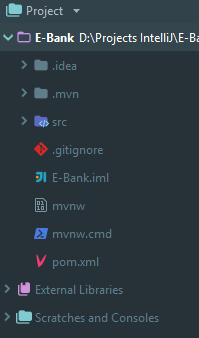 Project
E-Bank D:\Projects IntelliJ\E-Ba
.idea
.mvn
src
.gitignore
E-Bank.iml
mvnw
mvnw.cmd
pom.xml
External Libraries
Scratches and Consoles